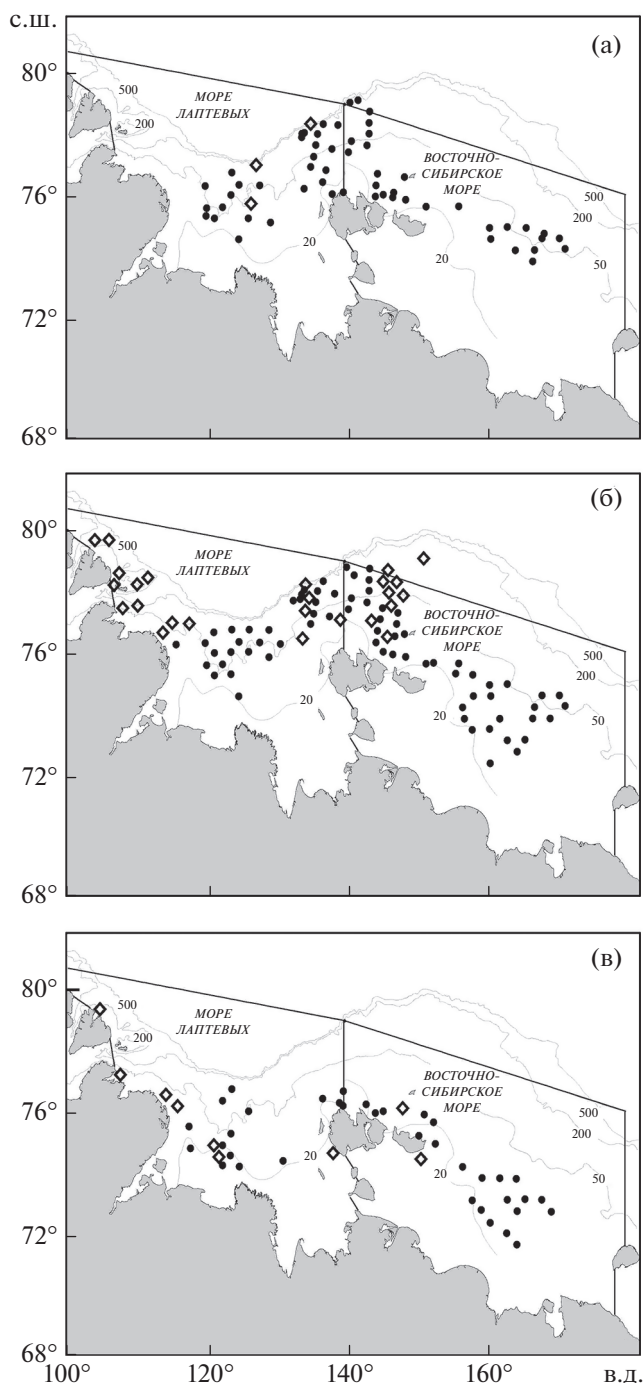 с.ш.
(а)
80°
500
МОРЕ
ЛАПТЕВЫХ
200
ВОСТОЧНО-
СИБИРСКОЕ
МОРЕ
500
200
76°
50
20
20
72°
68°
(б)
80°
500
МОРЕ
ЛАПТЕВЫХ
ВОСТОЧНО-
СИБИРСКОЕ
МОРЕ
500
200
76°
50
20
20
72°
68°
(в)
80°
500
МОРЕ
ЛАПТЕВЫХ
200
ВОСТОЧНО-
СИБИРСКОЕ
МОРЕ
500
200
76°
50
20
20
72°
68°
100°
120°
140°
160°
в.д.